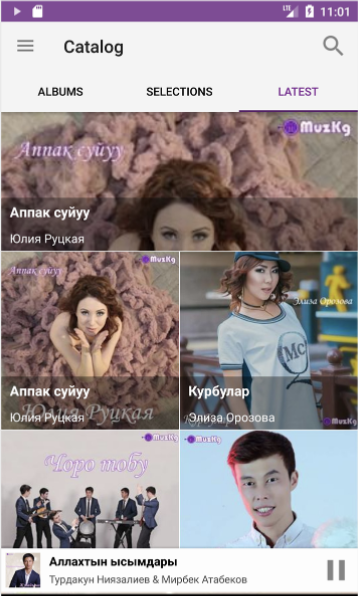 LTE 11:01
Catalog
ALBUMS SELECTIONS LATEST
MuzKg
Аппак суйуу
Аппак суйуу
Юлия Руцкая
Аппак суйуу
MuzKg
Элиза Орозова
Аппак суйуу
Юлия Руцкая
Юлия Руцкая
MC
Курбулар
Элиза Орозова
MuzKg
MuzKg
MuzKg
Чоро тобу
Аллахтын ысымдары
Турдакун Ниязалиев & Мирбек Атабеков